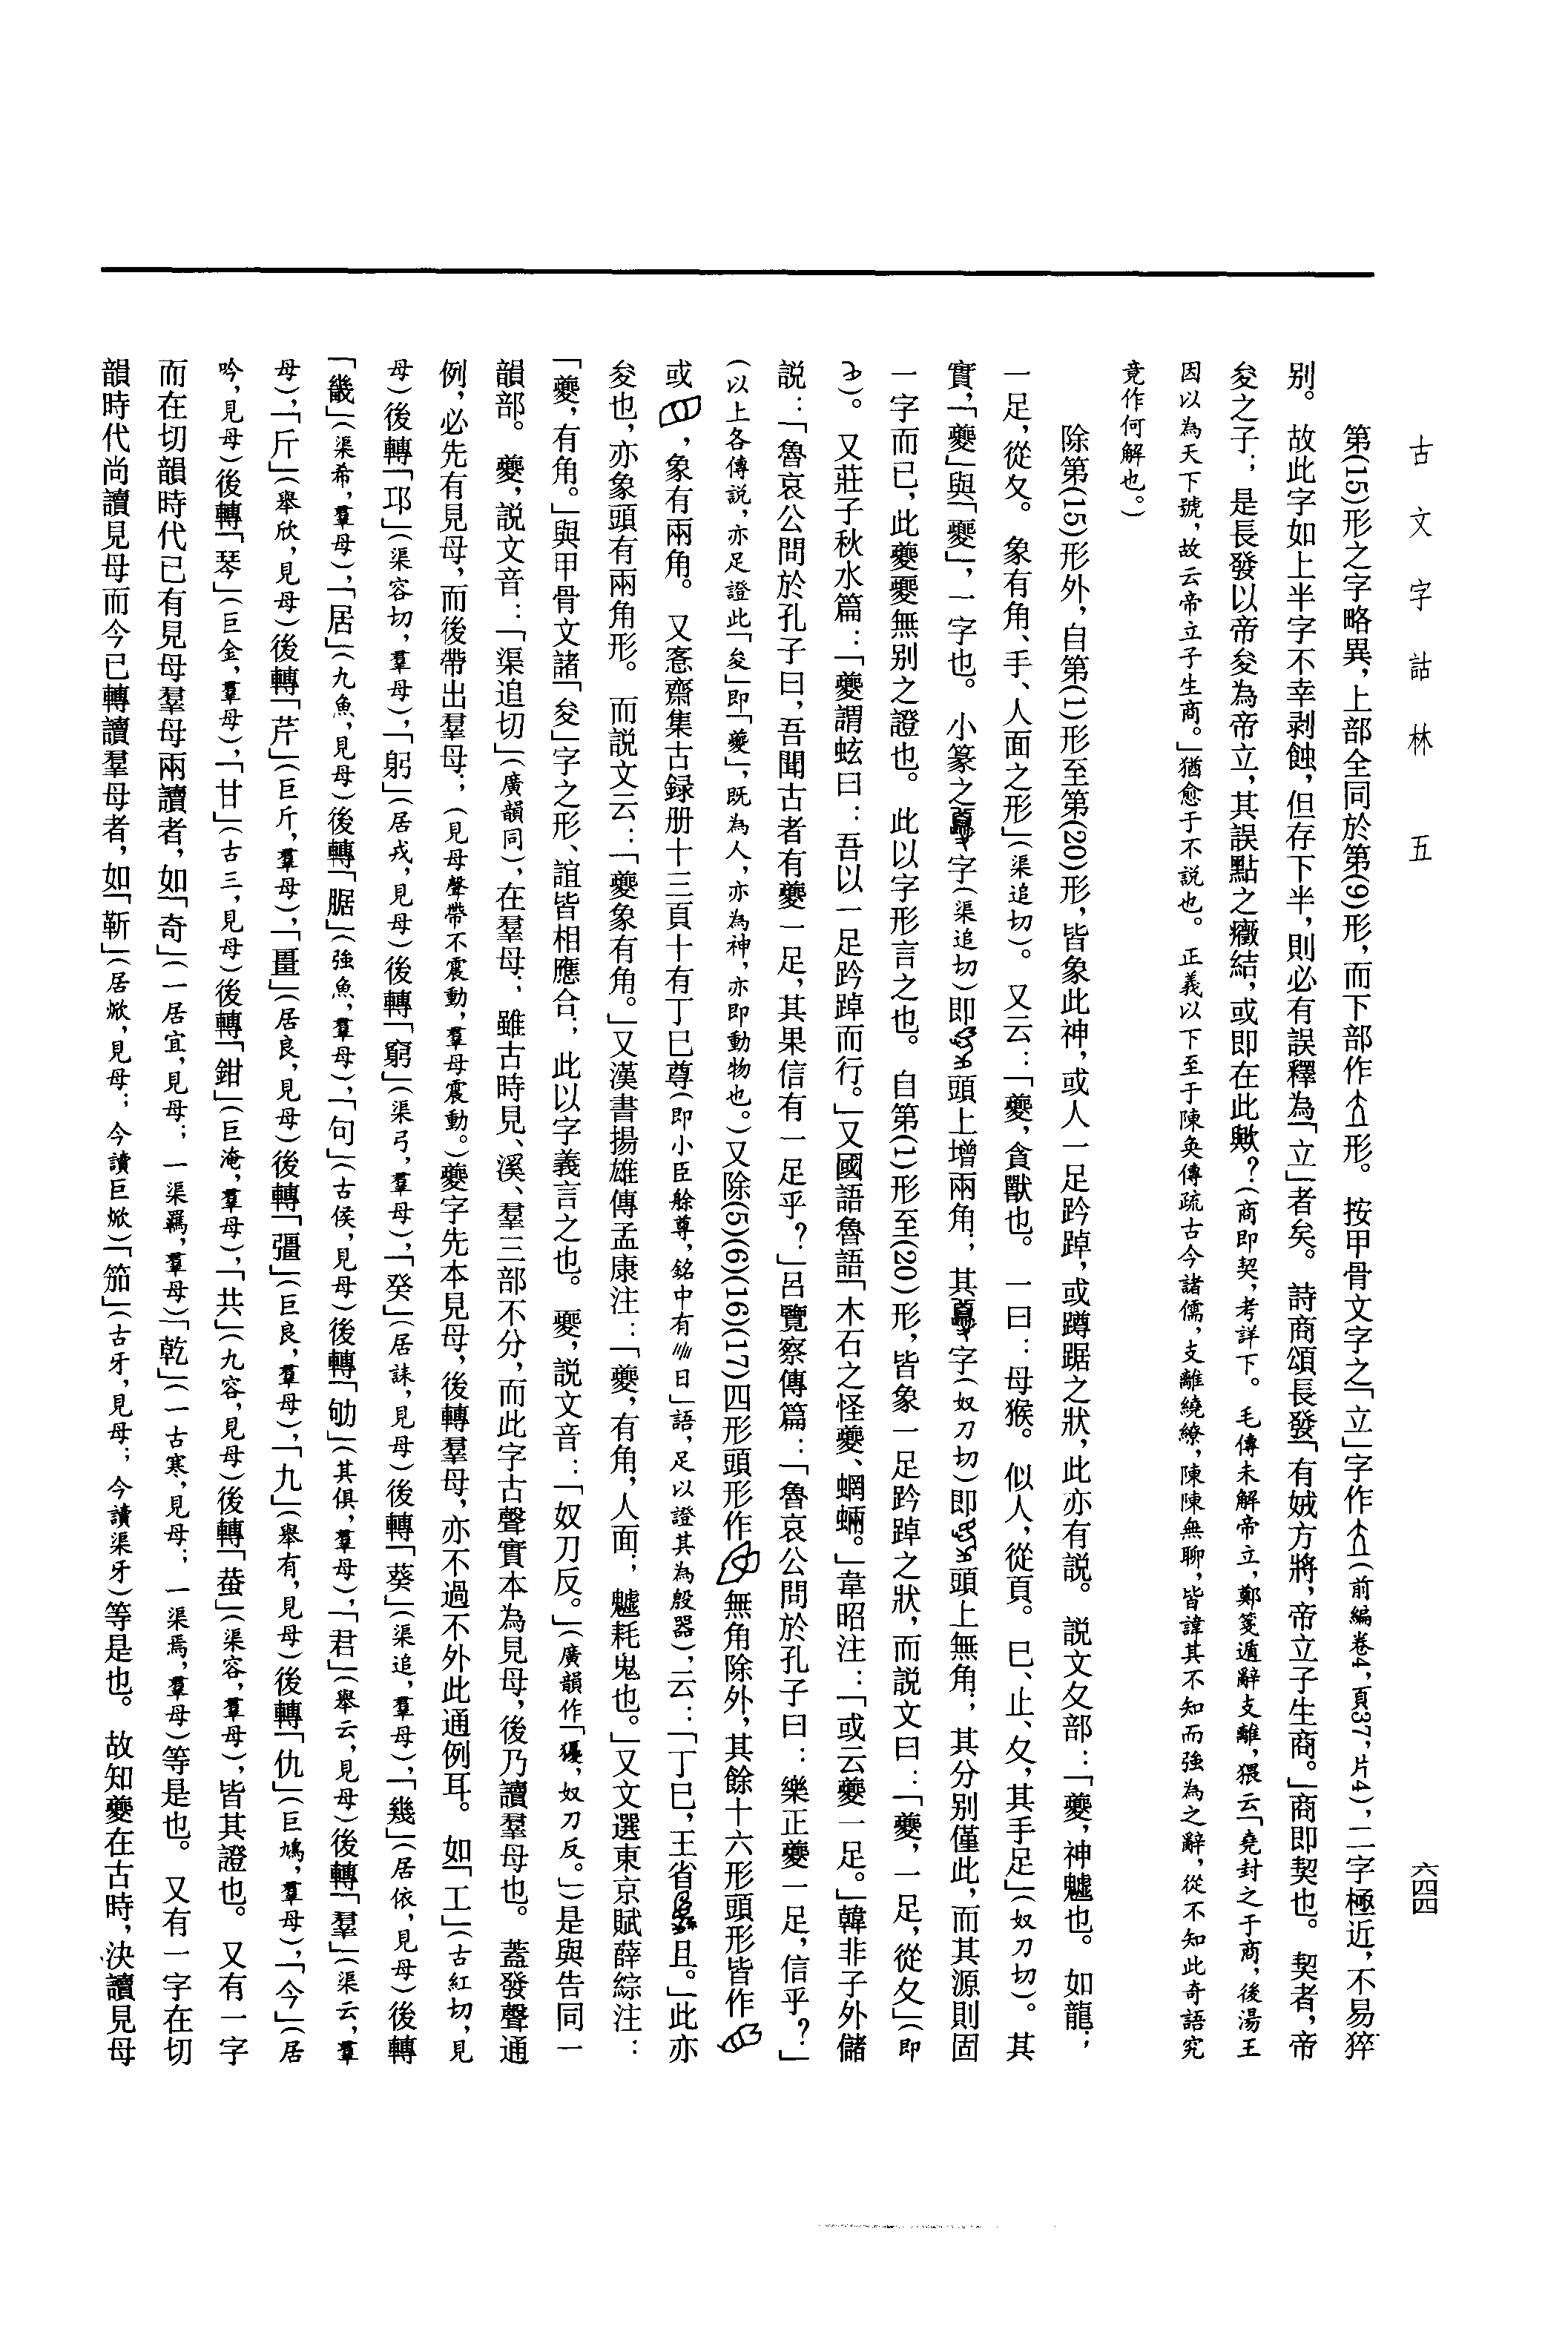 古文字詁林　五
六四四
第(15)形之字略異，上部全同於第(9)形，而下部作形。按甲骨文字之「立」字作(前編卷4，頁37，片4)，二字極近，不易猝
別。故此字如上半字不幸剥蝕，但存下半，則必有誤釋為「立」者矣。詩商頌長發「有娀方將，帝立子生商。」商即契也。契者，帝
夋之子；是長發以帝夋為帝立，其誤點之癥結，或即在此歟？(商即契，考詳下。毛傳未解帝立，鄭箋遁辭支離，猥云「堯封之于商，後湯王
因以為天下號，故云帝立子生商。」猶愈于不説也。正義以下至于陳奐傳疏古今諸儒，支離繞繚，陳陳無聊，皆諱其不知而強為之辭，從不知此奇語究
竟作何解也。)
除第(15)形外，自第(1)形至第(20)形，皆象此神，或人一足趻踔，或蹲踞之狀，此亦有説。説文夊部：「夔，神魖也。如龍；
一足，從夊。象有角、手、人面之形」(渠追切)。又云：「夒，貪獸也。一曰：母猴。似人，從頁。巳、止、夊，其手足」(奴刀切)。其
實，「夔」與「夒」，一字也。小篆之字(渠追切)即頭上增兩角；其字(奴刀切)即頭上無角；其分别僅此，而其源則固
一字而已，此夔夒無别之證也。此以字形言之也。自第(1)形至(20)形，皆象一足趻踔之狀，而説文曰：「夔，一足，從夊」(即
)。又莊子秋水篇：「夔謂蚿曰：吾以一足趻踔而行。」又國語魯語「木石之怪夔、蝄蜽。」韋昭注：「或云夔一足。」韓非子外儲
説：「魯哀公問於孔子曰，吾聞古者有夔一足，其果信有一足乎？」呂覽察傳篇：「魯哀公問於孔子曰：樂正夔一足，信乎？」
(以上各傳説，亦足證此「夋」即「夔」，既為人，亦為神，亦即動物也。)又除(5)(6)(16)(17)四形頭形作無角除外，其餘十六形頭形皆作
或，象有兩角。又愙齋集古録册十三頁十有丁巳尊(即小臣艅尊，銘中有日」語，足以證其為殷器)，云：「丁巳，王省且。」此亦
夋也，亦象頭有兩角形。而説文云：「夔象有角。」又漢書揚雄傳孟康注：「夔，有角，人面；魖耗鬼也。」又文選東京賦薛綜注：
「夔，有角。」與甲骨文諸「夋」字之形、誼皆相應合；此以字義言之也。夒，説文音：「奴刀反。」(廣韻作「獶，奴刀反。」)是與告同一
韻部。夔，説文音：「渠追切」(廣韻同)，在羣母；雖古時見、溪、羣三部不分，而此字古聲實本為見母，後乃讀羣母也。蓋發聲通
例，必先有見母，而後帶出羣母；(見母聲帶不震動，羣母震動。)夔字先本見母，後轉羣母，亦不過不外此通例耳。如「工」(古紅切，見
母)後轉「邛」(渠容切，羣母)，「躬」(居戎，見母)後轉「窮」(渠弓，羣母)，「癸」(居誄，見母)後轉「葵」(渠追，羣母)，「幾」(居依，見母)後轉
「畿」(渠希，羣母)，「居」(九魚，見母)後轉「腒」(強魚，羣母)，「句」(古侯，見母)後轉「劬」(其俱，羣母)，「君」(舉云，見母)後轉「羣」(渠云，羣
母)，「斤」(舉欣，見母)後轉「芹」(巨斤，羣母)，「畺」(居良，見母)後轉「彊」(巨良，羣母)，「九」(舉有，見母)後轉「仇」(巨鳩，羣母)，「今」(居
吟，見母)後轉「琴」(巨金，羣母)，「甘」(古三，見母)後轉「鉗」(巨淹，羣母)，「共」(九容，見母)後轉「蛩」(渠容，羣母)，皆其證也。又有一字
而在切韻時代已有見母羣母兩讀者，如「奇」(一居宜，見母；一渠羈，羣母)「乾」(一古寒，見母；一渠焉，羣母)等是也。又有一字在切
韻時代尚讀見母而今已轉讀羣母者，如「靳」(居焮，見母；今讀巨焮)「笳」(古牙，見母；今讀渠牙)等是也。故知夔在古時，決讀見母